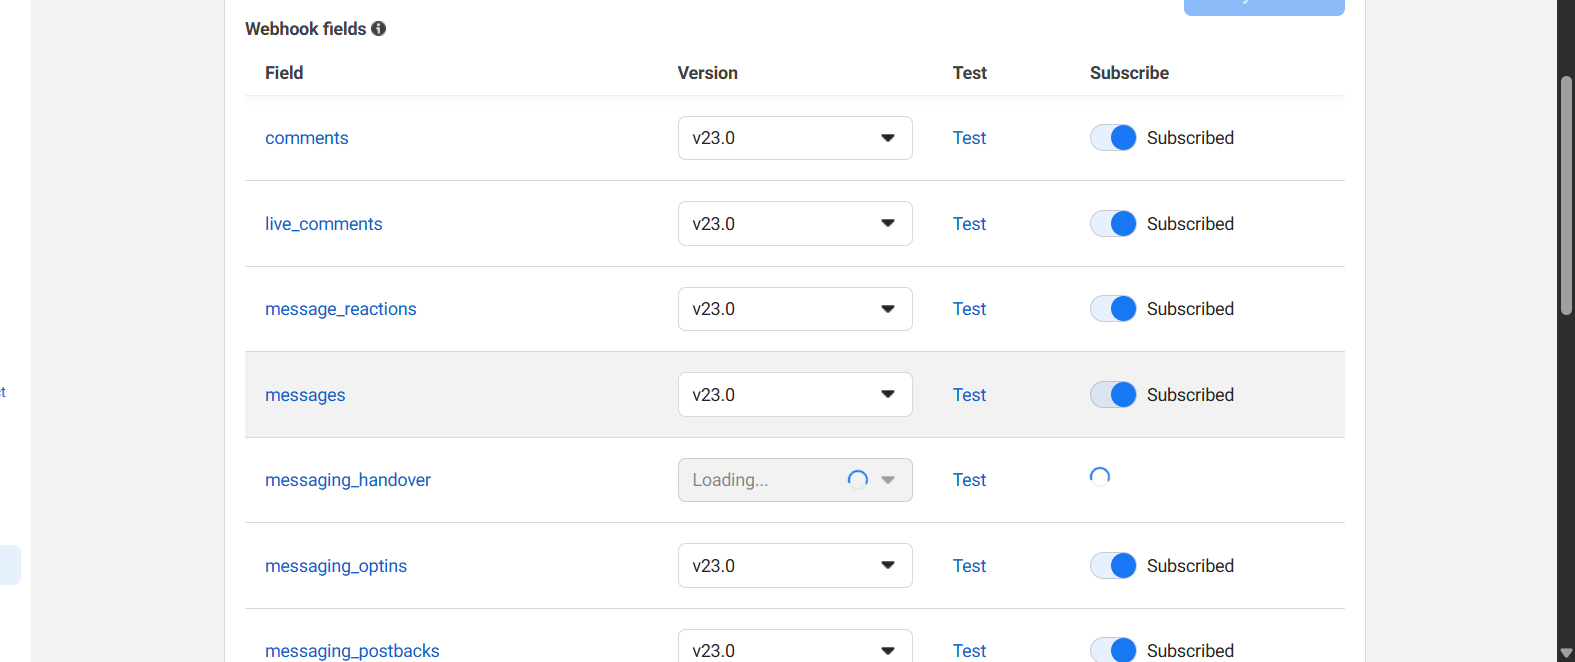 Webhook fields
Field Version Test Subscribe
comments v23.0 Test Subscribed
live_comments v23.0 Test Subscribed
message_reactions v23.0 Test Subscribed
messages v23.0 Test Subscribed
messaging_handover Loading... Test
messaging_optins v23.0 Test Subscribed
messaging_postbacks v23.0 Test Subscribed